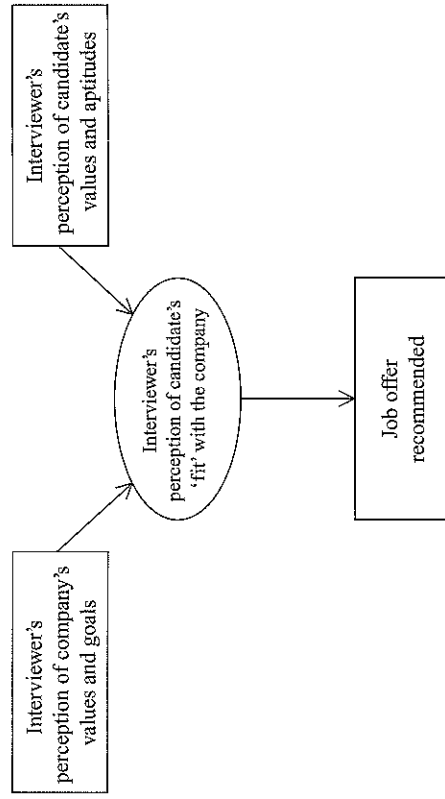 Interviewer's
perception of company's
values and goals
Interviewer's
perception of candidate's
values and aptitudes
Interviewer's
perception of candidate's
‘fit’ with the company
Job offer
recommended